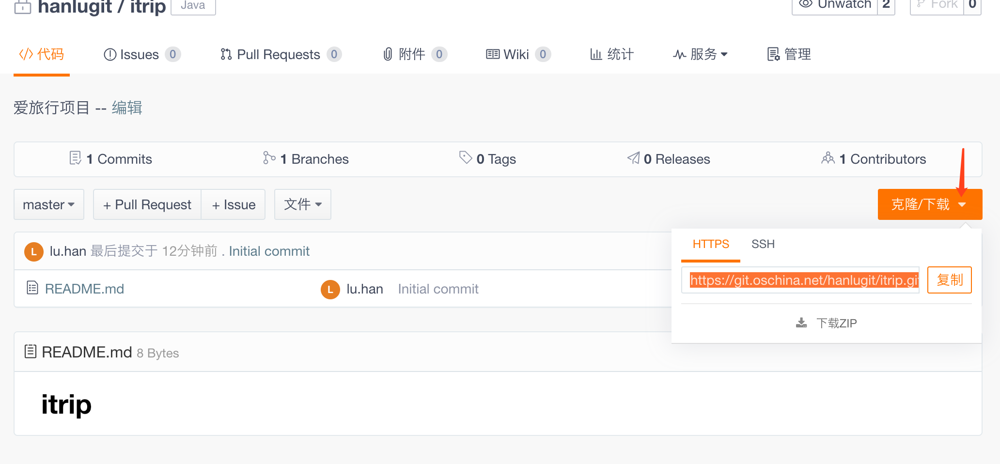 hanlugit / itrip Java Unwatch 2 Fork 0
代码 Issues 0 Pull Requests 0 附件 0 Wiki 0 统计 服务 管理
爱旅行项目 -- 编辑
1 Commits 1 Branches 0 Tags 0 Releases 1 Contributors
master + Pull Request + Issue 文件 克隆/下载
HTTPS SSH
L lu.han 最后提交于 12分钟前 . Initial commit
https://git.oschina.net/hanlugit/itrip.git 复制
README.md L lu.han Initial commit
下载ZIP
README.md 8 Bytes
itrip